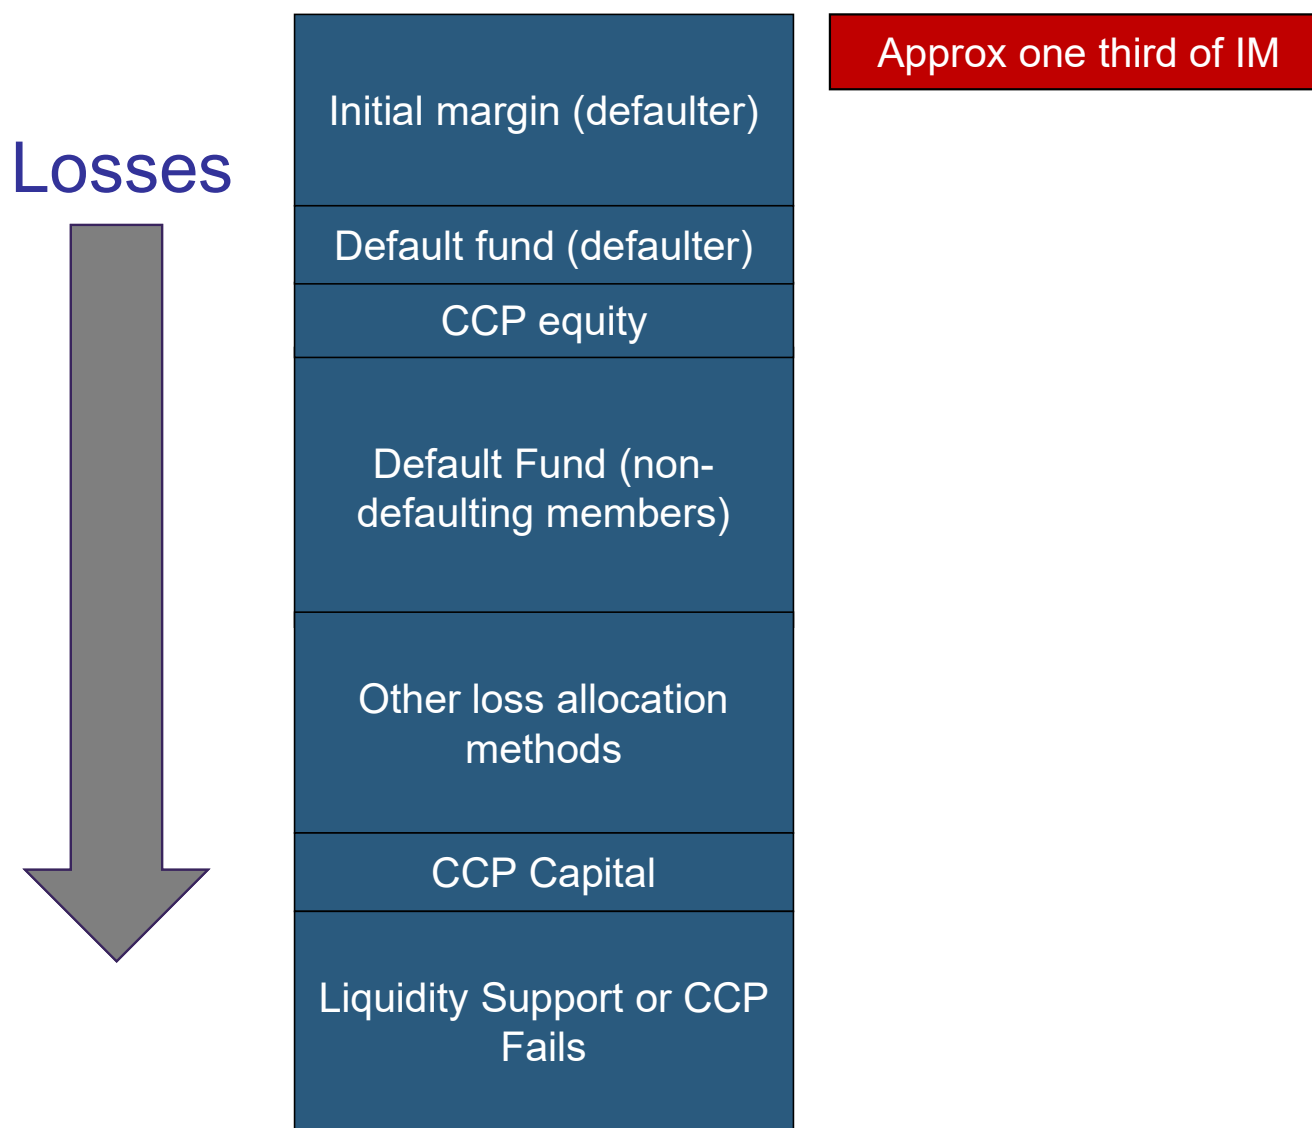 Approx one third of IM
Initial margin (defaulter)
Losses
Default fund (defaulter)
CCP equity
Default Fund (non-
defaulting members)
Other loss allocation
methods
CCP Capital
Liquidity Support or CCP
Fails